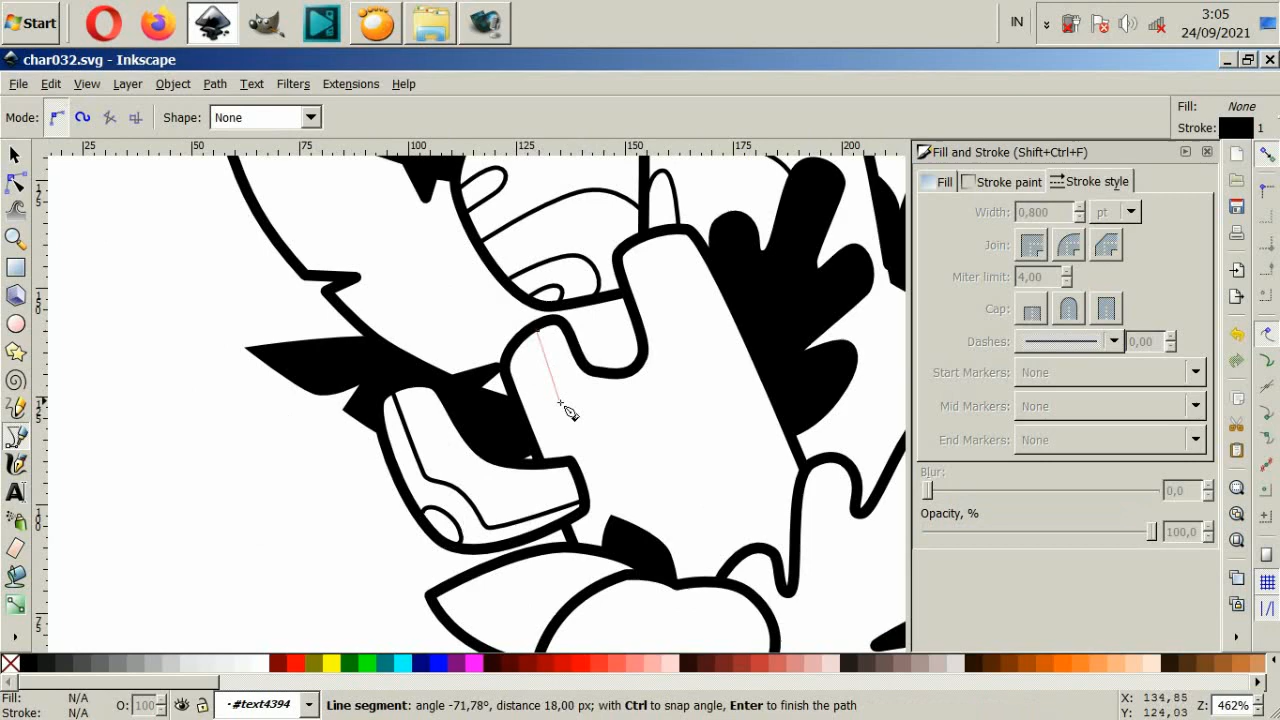 Start
IN
3:05
24/09/2021
char032.svg - Inkscape
File Edit View Layer Object Path Text Filters Extensions Help
Mode: Shape: None
Fill: None
Stroke: 1
25 50 75 100 125 150 175 200
Fill and Stroke (Shift+Ctrl+F)
Fill Stroke paint Stroke style
Width: 0,800 pt
Join:
Miter limit: 4,00
Cap:
Dashes: 0,00
Start Markers: None
Mid Markers: None
End Markers: None
Blur:
0,0
Opacity, %
100,0
Fill: N/A
Stroke: N/A
O: 100
·#text4394
Line segment: angle -71,78°, distance 18,00 px; with Ctrl to snap angle, Enter to finish the path
X: 134,85
Y: 124,03
Z: 462%